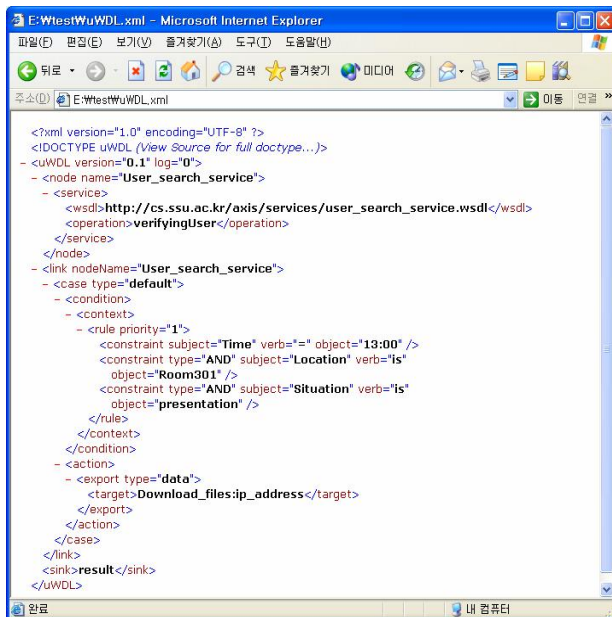 E:₩test₩uWDL.xml - Microsoft Internet Explorer
파일(F) 편집(E) 보기(V) 즐겨찾기(A) 도구(T) 도움말(H)
뒤로 검색 즐겨찾기 미디어
주소(D) E:₩test₩uWDL.xml 이동 연결 »
<?xml version="1.0" encoding="UTF-8" ?>
<!DOCTYPE uWDL (View Source for full doctype...)>
- <uWDL version="0.1" log="0">
- <node name="User_search_service">
- <service>
<wsdl>http://cs.ssu.ac.kr/axis/services/user_search_service.wsdl</wsdl>
<operation>verifyingUser</operation>
</service>
</node>
- <link nodeName="User_search_service">
- <case type="default">
- <condition>
- <context>
- <rule priority="1">
<constraint subject="Time" verb="=" object="13:00" />
<constraint type="AND" subject="Location" verb="is"
object="Room301" />
<constraint type="AND" subject="Situation" verb="is"
object="presentation" />
</rule>
</context>
</condition>
- <action>
- <export type="data">
<target>Download_files:ip_address</target>
</export>
</action>
</case>
</link>
<sink>result</sink>
</uWDL>
완료 내 컴퓨터